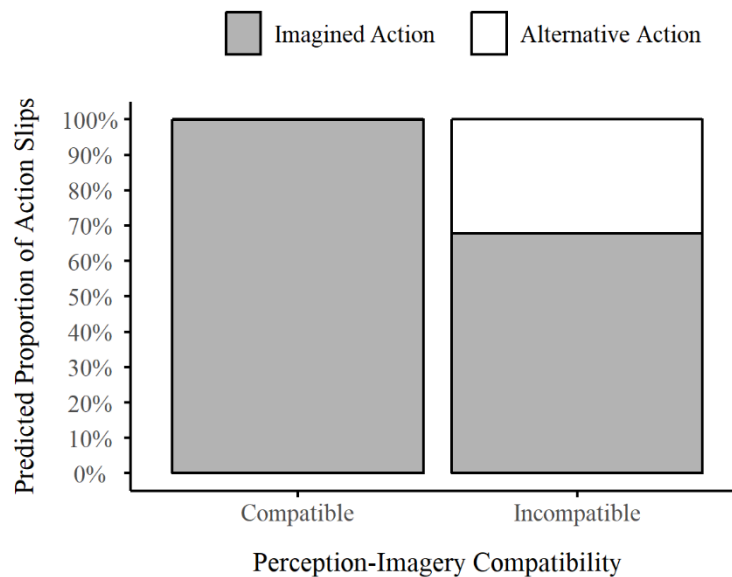 Imagined Action
Alternative Action
Predicted Proportion of Action Slips
100%
90%
80%
70%
60%
50%
40%
30%
20%
10%
0%
Compatible
Incompatible
Perception-Imagery Compatibility